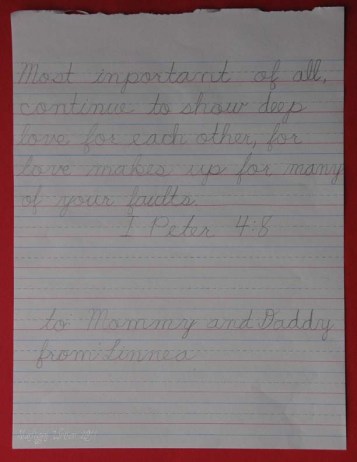 Most inportant of all,
continue to show deep
love for each other, for
love makes up for many
of your faults.
I Peter 4:8
to Mommy and Daddy
from Linnea